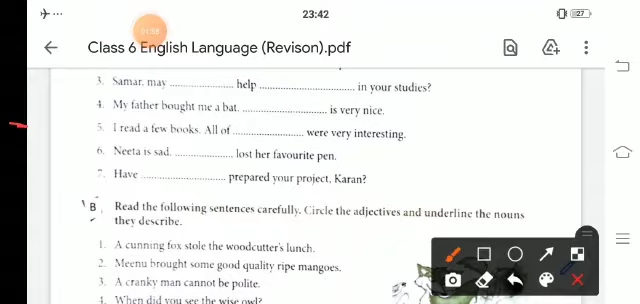 23:42
27
01:53
Class 6 English Language (Revison).pdf
3. Samar, may ........................ help ........................ in your studies?
4. My father bought me a bat. ........................ is very nice.
5. I read a few books. All of ........................ were very interesting.
6. Neeta is sad. ........................ lost her favourite pen.
7. Have ........................ prepared your project, Karan?
B. Read the following sentences carefully. Circle the adjectives and underline the nouns
they describe.
1. A cunning fox stole the woodcutter's lunch.
2. Meenu brought some good quality ripe mangoes.
3. A cranky man cannot be polite.
4. When did you see the wise owl?